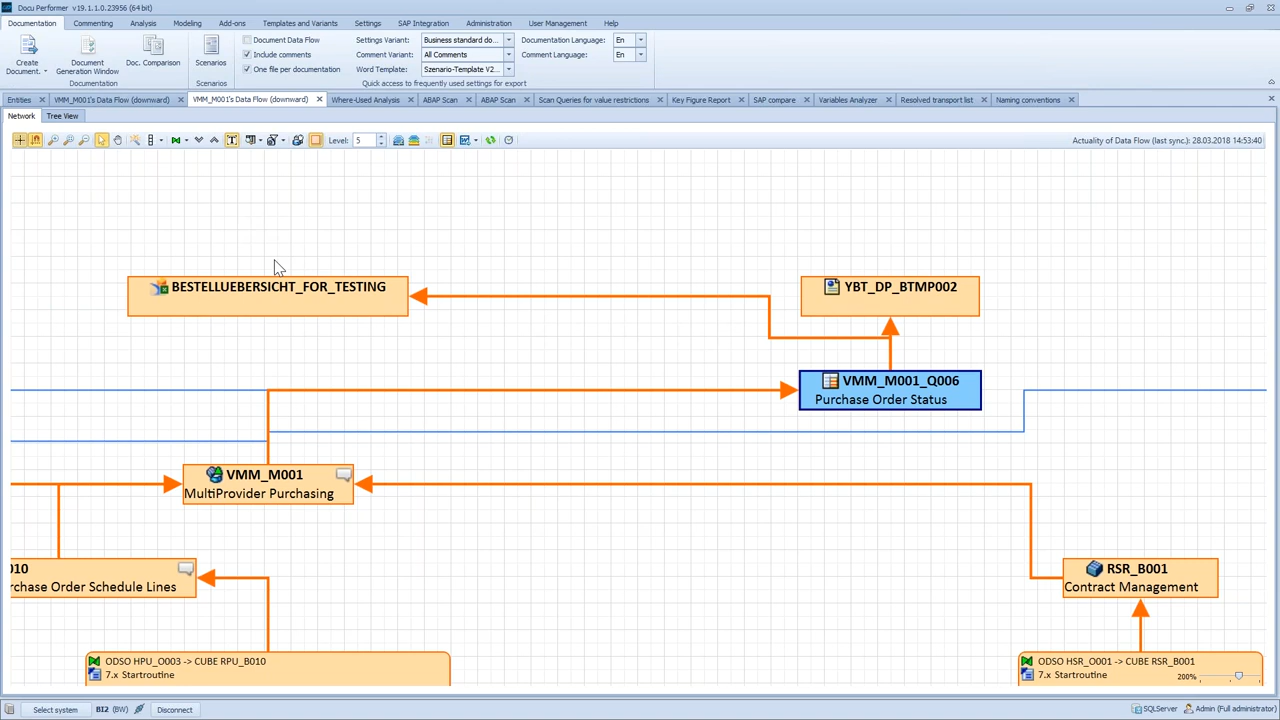 Docu Performer v19.1.1.0.23956 (64 bit)
Documentation Commenting Analysis Modeling Add-ons Templates and Variants Settings SAP Integration Administration User Management Help
Create Document.
Document Generation Window
Doc. Comparison
Scenarios
Document Data Flow
Include comments
One file per documentation
Settings Variant: Business standard do...
Comment Variant: All Comments
Word Template: Szenario-Template V2...
Documentation Language: En
Comment Language: En
Documentation Scenarios Quick access to frequently used settings for export
Entities VMM_M001's Data Flow (downward) VMM_M001's Data Flow (downward) Where-Used Analysis ABAP Scan ABAP Scan Scan Queries for value restrictions Key Figure Report SAP compare Variables Analyzer Resolved transport list Naming conventions
Network Tree View
Level: 5
Actuality of Data Flow (last sync.): 28.03.2018 14:53:40
BESTELLUEBERSICHT_FOR_TESTING
YBT_DP_BTMP002
VMM_M001_Q006
Purchase Order Status
VMM_M001
MultiProvider Purchasing
010
rchase Order Schedule Lines
RSR_B001
Contract Management
ODSO HPU_O003 -> CUBE RPU_B010
7.x Startroutine
ODSO HSR_O001 -> CUBE RSR_B001
7.x Startroutine
200%
Select system BI2 (BW) Disconnect SQLServer Admin (Full administrator)